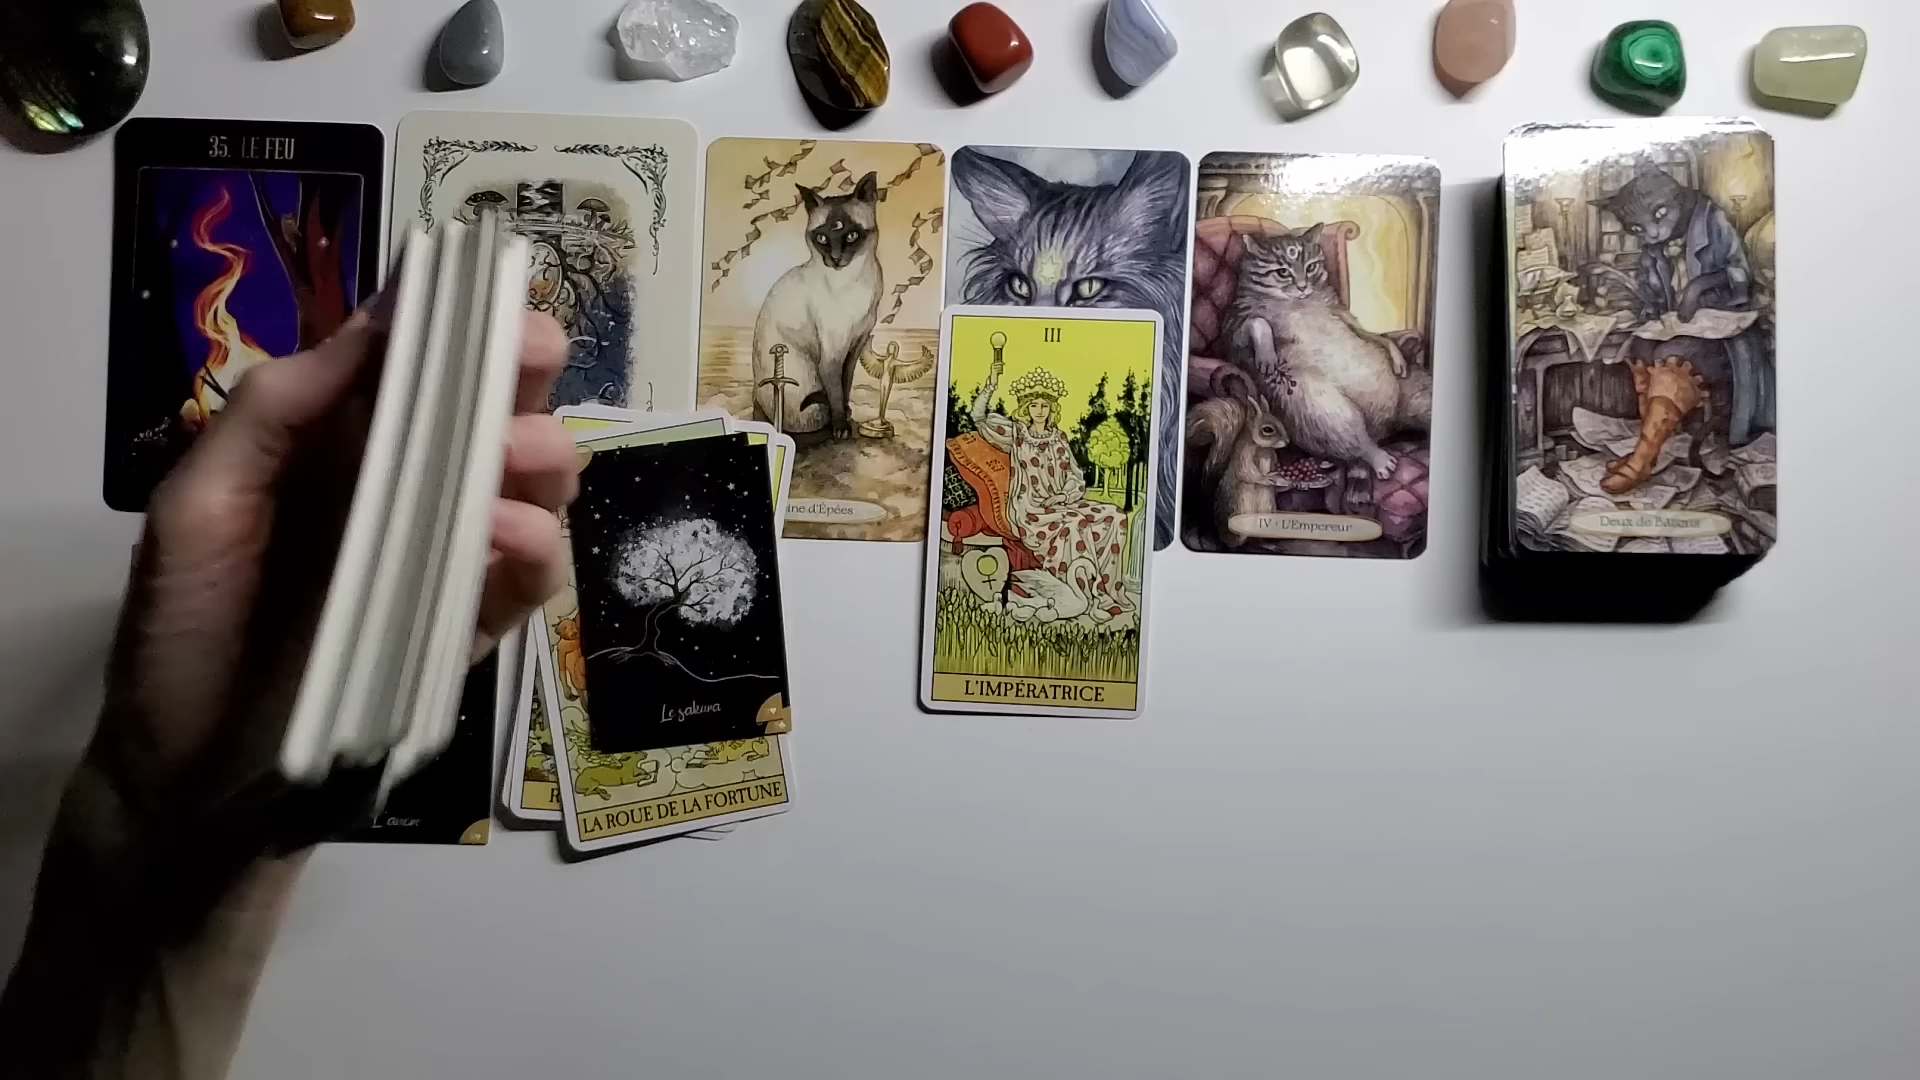 35. LE FEU
III
ine d'Épées
IV · L'Empereur
Deux de Bâtons
L'IMPÉRATRICE
Le sakura
R
LA ROUE DE LA FORTUNE